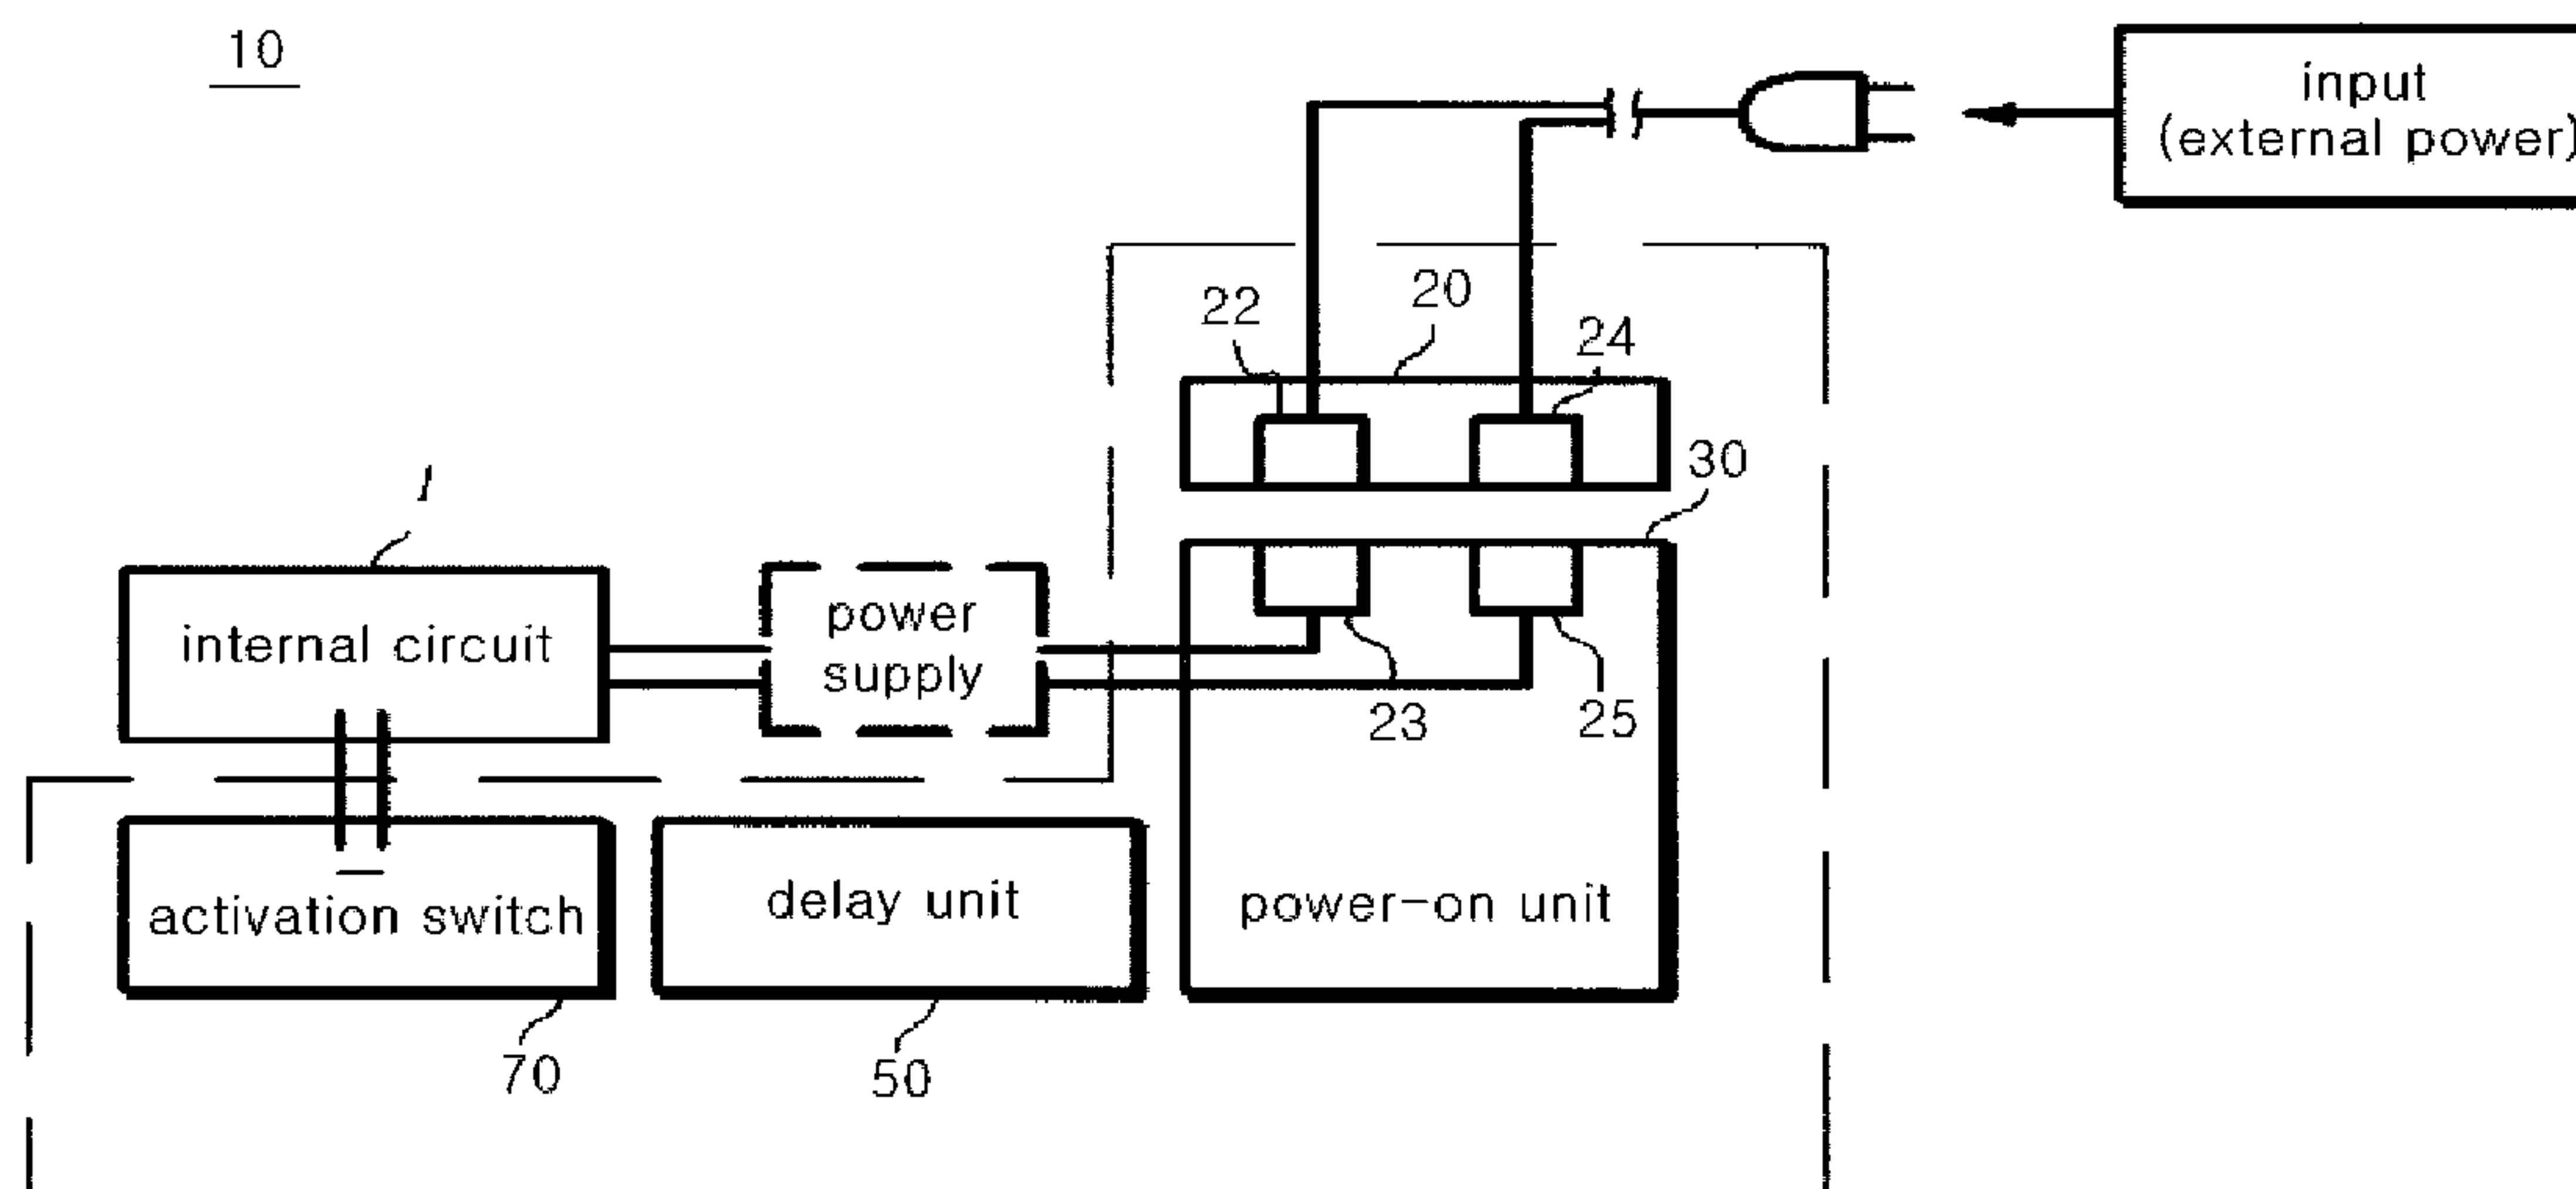 10
input
(external power)
22
20
24
30
1
internal circuit
power
supply
23
25
activation switch
delay unit
power-on unit
70
50